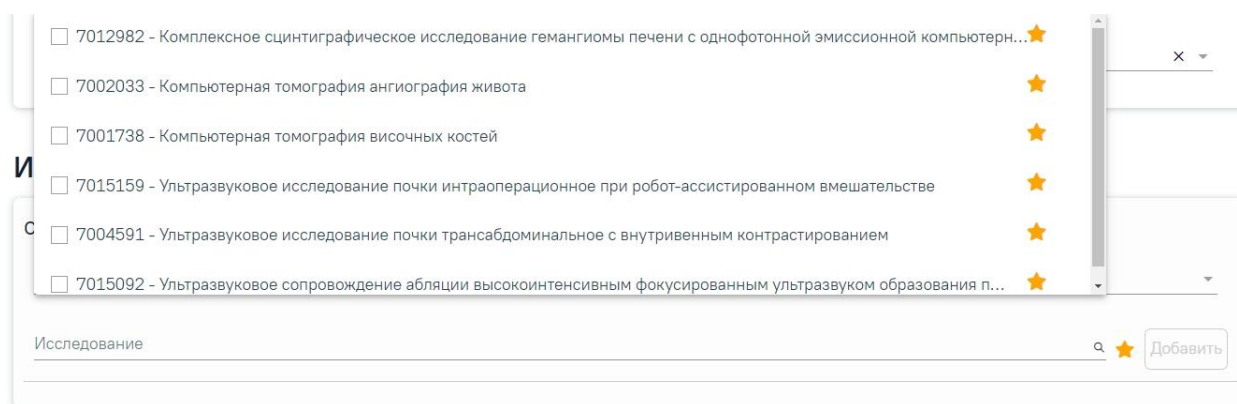 7012982 - Комплексное сцинтиграфическое исследование гемангиомы печени с однофотонной эмиссионной компьютерн...
7002033 - Компьютерная томография ангиография живота
7001738 - Компьютерная томография височных костей
И
7015159 - Ультразвуковое исследование почки интраоперационное при робот-ассистированном вмешательстве
7004591 - Ультразвуковое исследование почки трансабдоминальное с внутривенным контрастированием
7015092 - Ультразвуковое сопровождение абляции высокоинтенсивным фокусированным ультразвуком образования п...
Исследование
Добавить